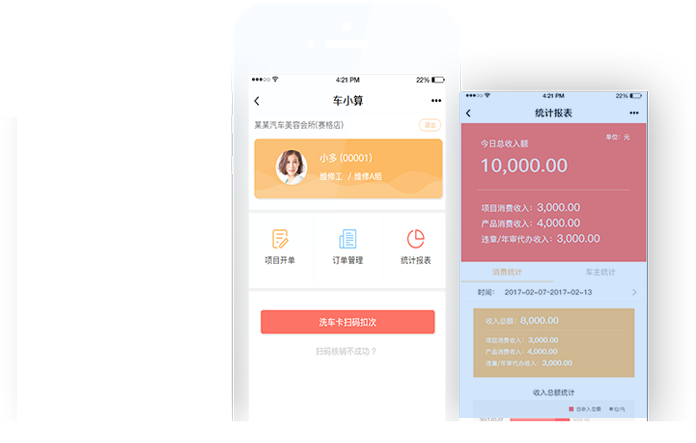 4:21 PM
22%
车小算
某某汽车美容会所(赛格店)
小多 (00001)
维修工 / 维修A组
项目开单
订单管理
统计报表
洗车卡扫码扣次
扫码核销不成功？
4:21 PM
22%
统计报表
单位：元
今日总收入额
10,000.00
项目消费收入：3,000.00
产品消费收入：4,000.00
违章/年审代办收入：3,000.00
消费统计
车主统计
时间： 2017-02-07-2017-02-13
收入总额：8,000.00
项目消费收入：3,000.00
产品消费收入：4,000.00
违章/年审代办收入：3,000.00
收入总额统计